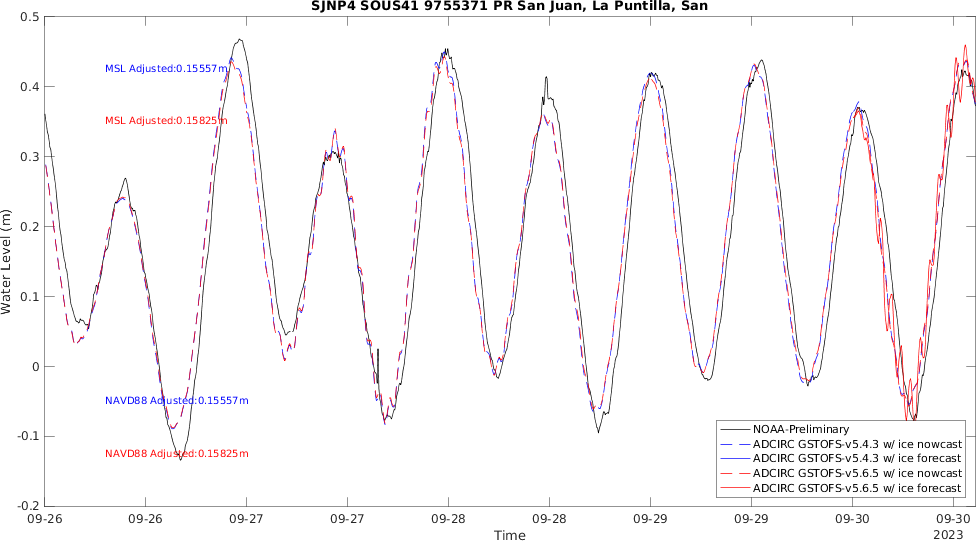 SJNP4 SOUS41 9755371 PR San Juan, La Puntilla, San
0.5
0.4
0.3
0.2
0.1
0
-0.1
-0.2
Water Level (m)
MSL Adjusted:0.15557m
MSL Adjusted:0.15825m
NAVD88 Adjusted:0.15557m
NAVD88 Adjusted:0.15825m
NOAA-Preliminary
ADCIRC GSTOFS-v5.4.3 w/ ice nowcast
ADCIRC GSTOFS-v5.4.3 w/ ice forecast
ADCIRC GSTOFS-v5.6.5 w/ ice nowcast
ADCIRC GSTOFS-v5.6.5 w/ ice forecast
09-26 09-26 09-27 09-27 09-28 09-28 09-29 09-29 09-30 09-30
Time
2023